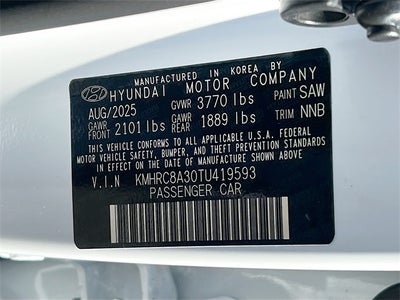 MANUFACTURED IN KOREA BY
HYUNDAI MOTOR COMPANY
AUG/2025 GVWR 3770 lbs PAINT SAW
GAWR FRONT 2101 lbs GAWR REAR 1889 lbs TRIM NNB
THIS VEHICLE CONFORMS TO ALL APPLICABLE U.S.A. FEDERAL
MOTOR VEHICLE SAFETY, BUMPER, AND THEFT PREVENTION STANDARDS
IN EFFECT ON THE DATE OF MANUFACTURE SHOWN ABOVE.
V.I.N KMHRC8A30TU419593
PASSENGER CAR